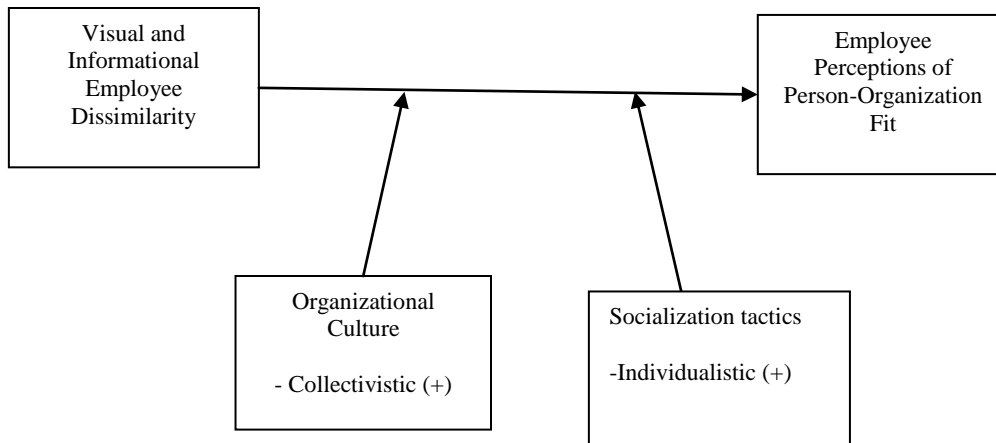 Visual and
Informational
Employee
Dissimilarity
Employee
Perceptions of
Person-Organization
Fit
Organizational
Culture
- Collectivistic (+)
Socialization tactics
-Individualistic (+)